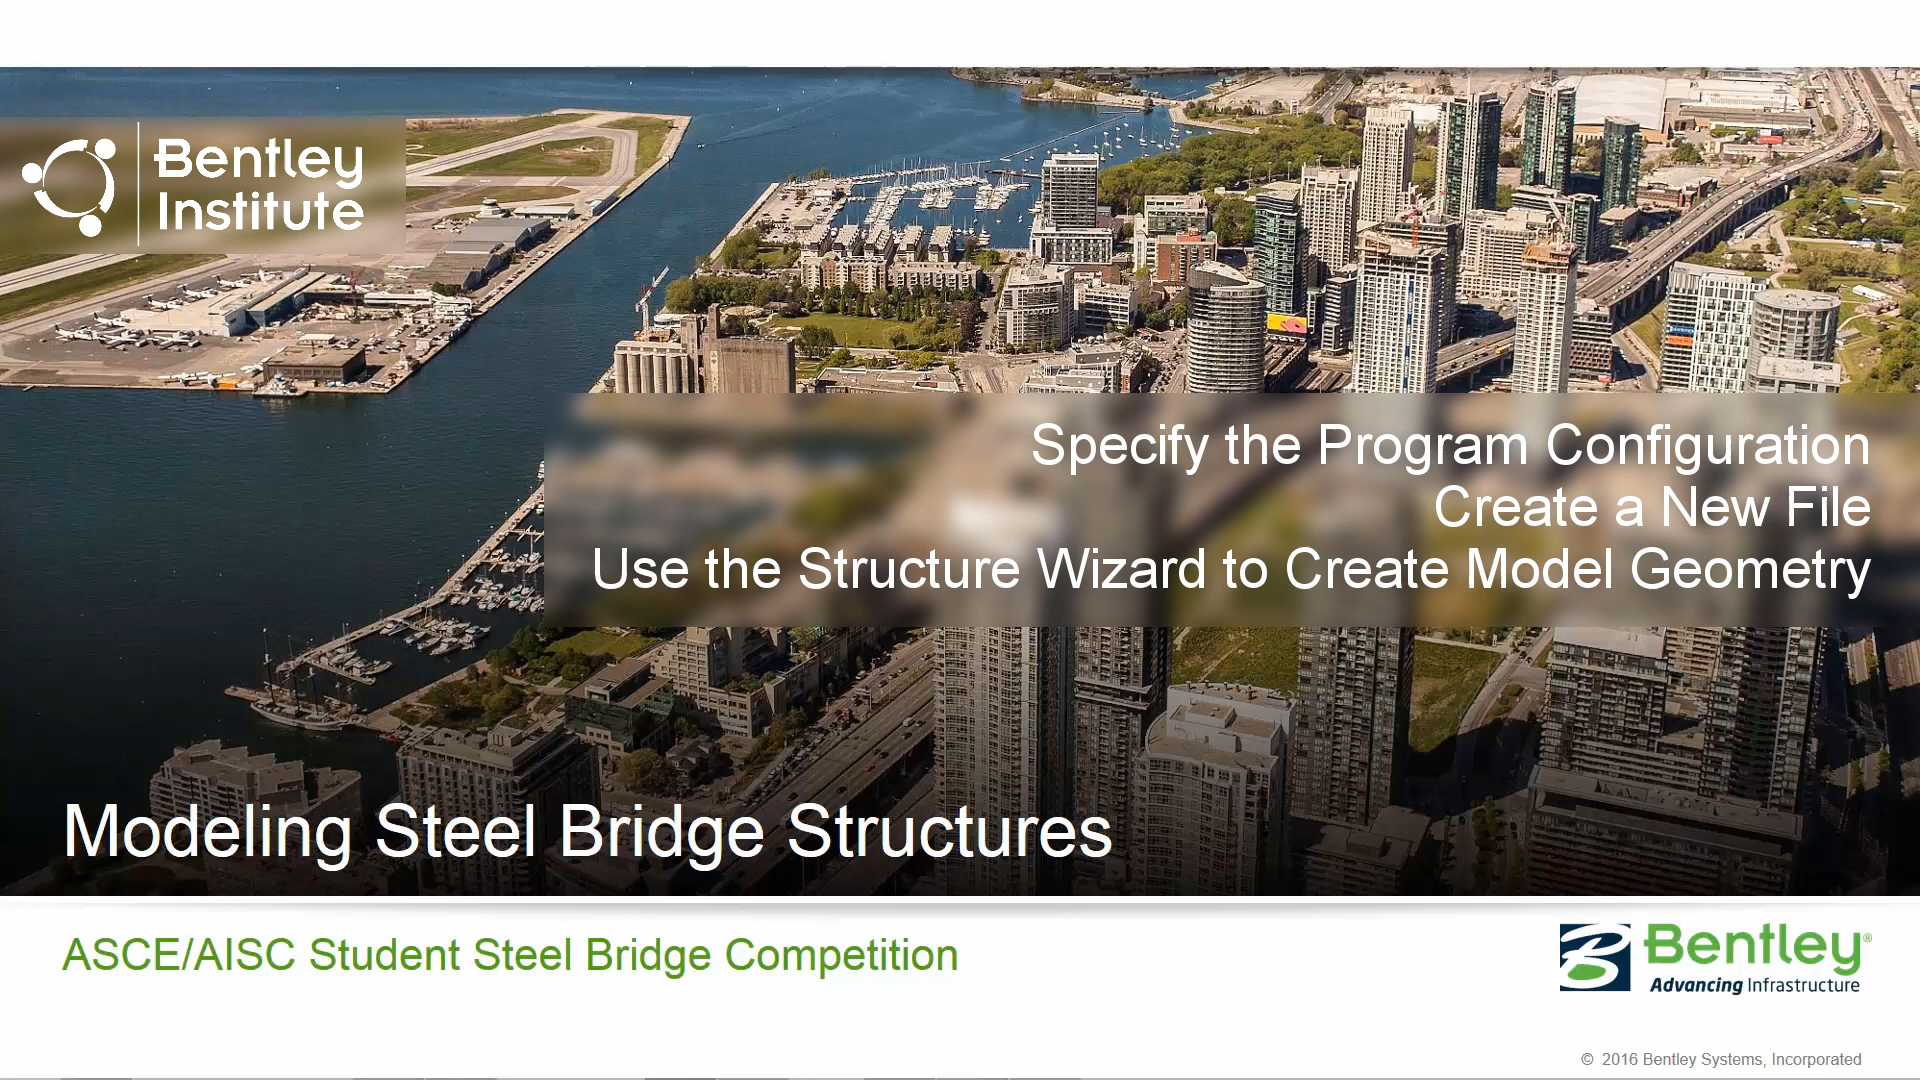 Bentley
Institute
Specify the Program Configuration
Create a New File
Use the Structure Wizard to Create Model Geometry
Modeling Steel Bridge Structures
ASCE/AISC Student Steel Bridge Competition
Bentley®
Advancing Infrastructure
© 2016 Bentley Systems, Incorporated